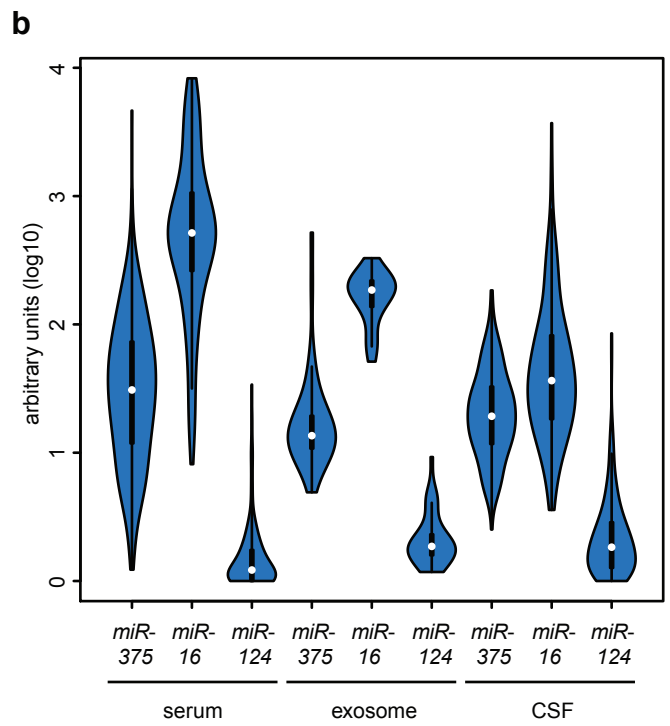 b
arbitrary units (log10)
4
3
2
1
0
miR- miR- miR- miR- miR- miR- miR- miR- miR-
375 16 124 375 16 124 375 16 124
serum exosome CSF